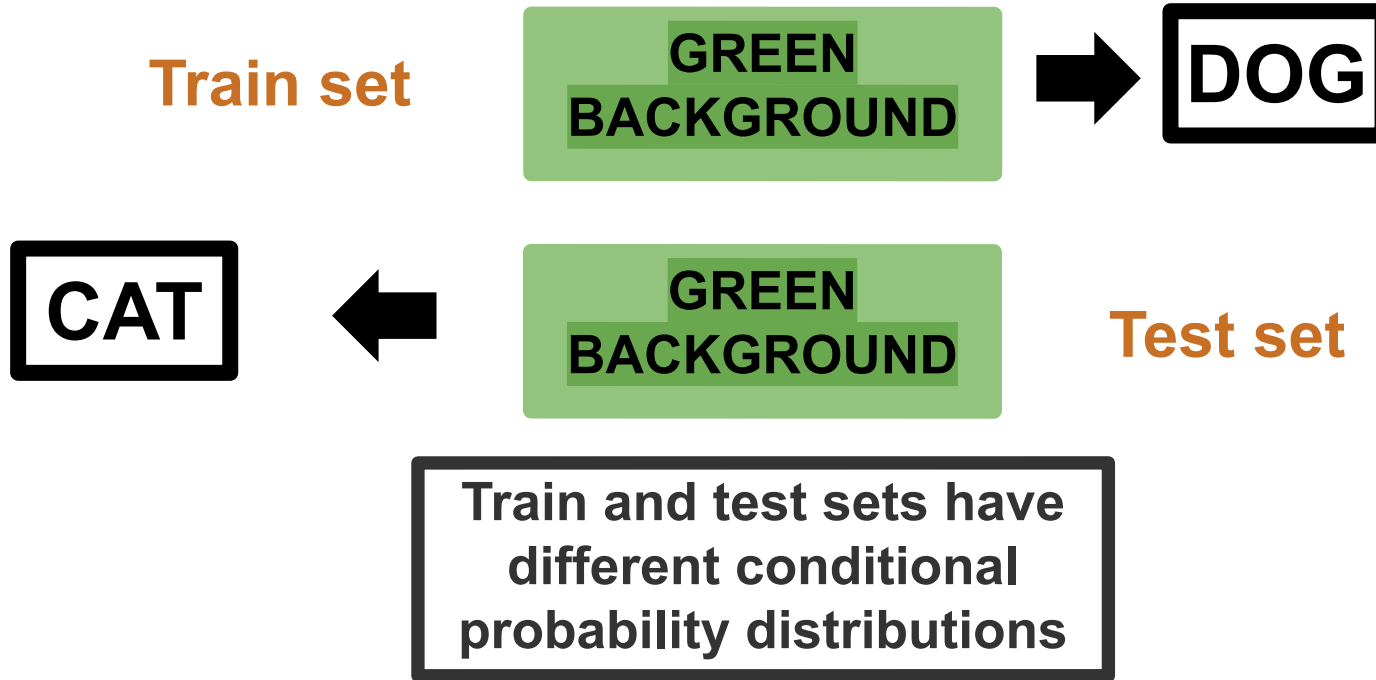 Train set
GREEN
BACKGROUND
DOG
CAT
GREEN
BACKGROUND
Test set
Train and test sets have
different conditional
probability distributions